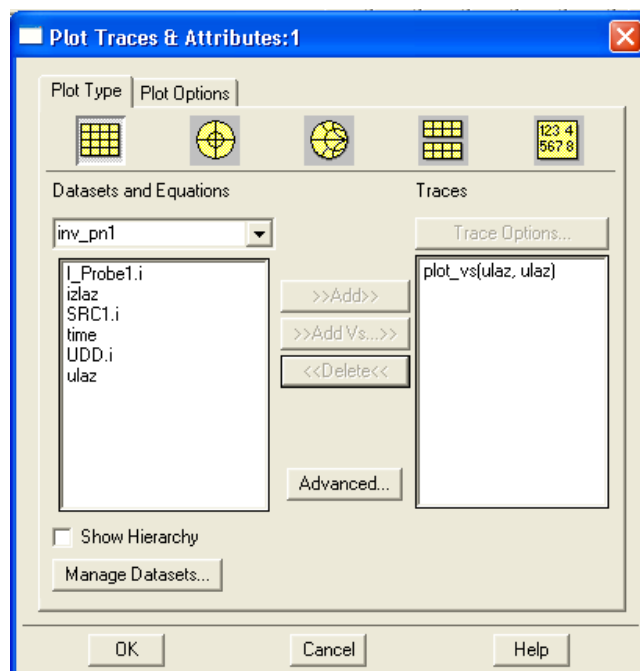 Plot Traces & Attributes:1
Plot Type Plot Options
123 4
567 8
Datasets and Equations Traces
inv_pn1 Trace Options...
I_Probe1.i
izlaz
SRC1.i
time
UDD.i
ulaz
>>Add>>
>>Add Vs...>>
<<Delete<<
plot_vs(ulaz, ulaz)
Advanced...
Show Hierarchy
Manage Datasets...
OK Cancel Help